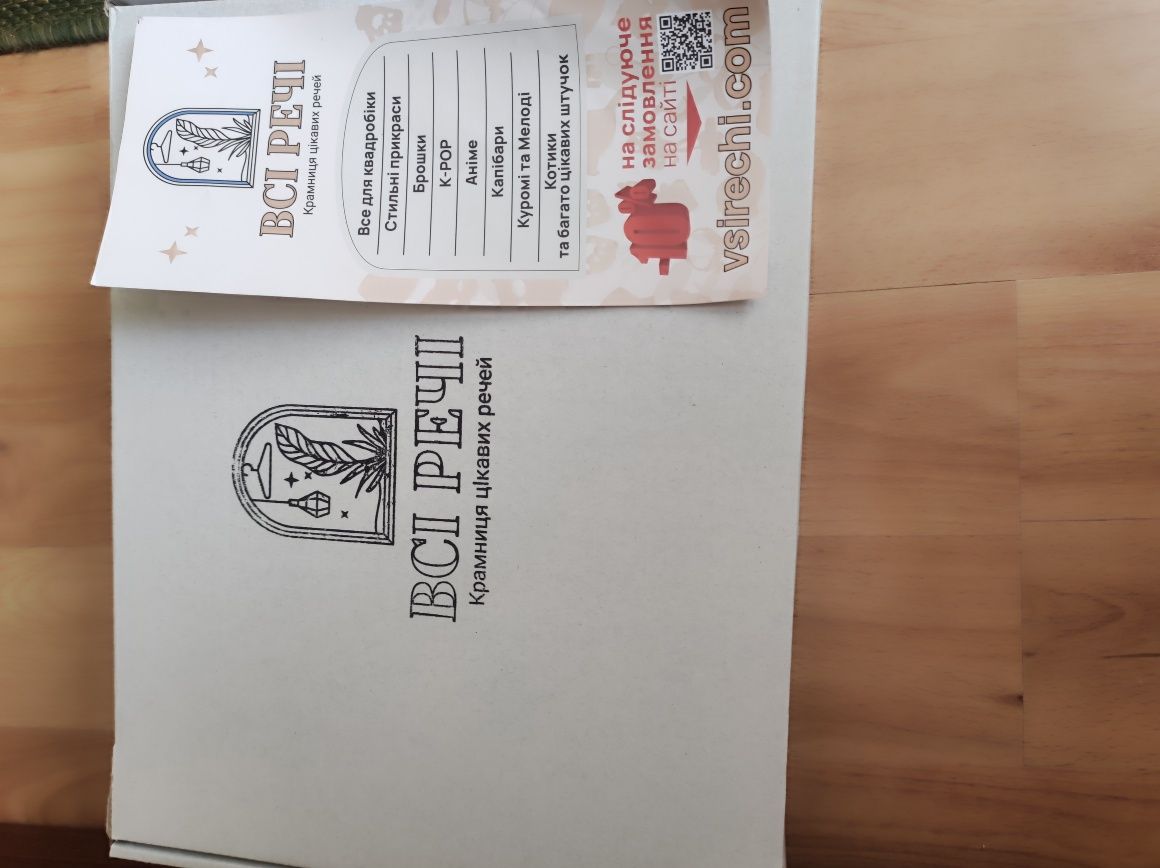 ВСІ РЕЧІ
Крамниця цікавих речей
Все для квадробіки
Стильні прикраси
Брошки
K-POP
Аніме
Капібари
Куромі та Мелоді
Котики
та багато цікавих штучок
-10%
на слідуюче
замовлення
на сайті
vsirechi.com
ВСІ РЕЧІ
Крамниця цікавих речей